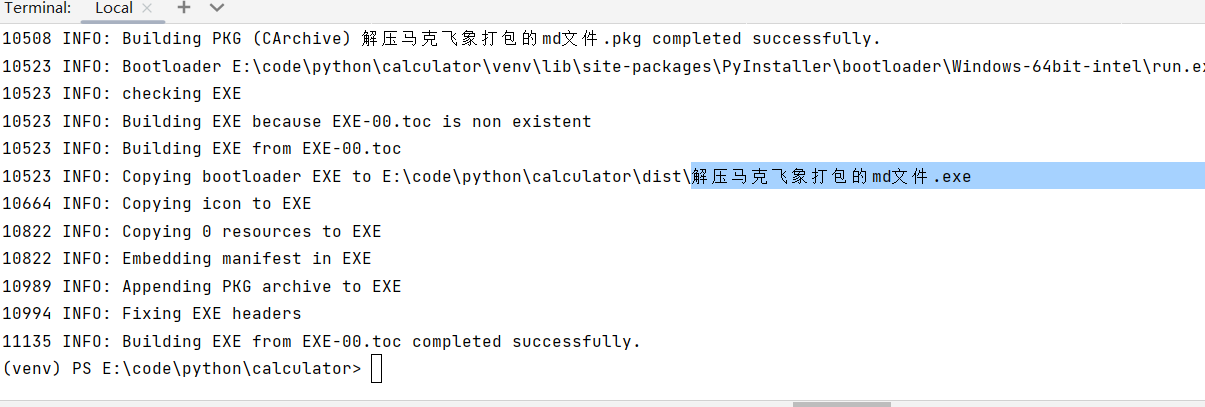 Terminal: Local × + ∨
10508 INFO: Building PKG (CArchive) 解压马克飞象打包的md文件.pkg completed successfully.
10523 INFO: Bootloader E:\code\python\calculator\venv\lib\site-packages\PyInstaller\bootloader\Windows-64bit-intel\run.ex
10523 INFO: checking EXE
10523 INFO: Building EXE because EXE-00.toc is non existent
10523 INFO: Building EXE from EXE-00.toc
10523 INFO: Copying bootloader EXE to E:\code\python\calculator\dist\解压马克飞象打包的md文件.exe
10664 INFO: Copying icon to EXE
10822 INFO: Copying 0 resources to EXE
10822 INFO: Embedding manifest in EXE
10989 INFO: Appending PKG archive to EXE
10994 INFO: Fixing EXE headers
11135 INFO: Building EXE from EXE-00.toc completed successfully.
(venv) PS E:\code\python\calculator>